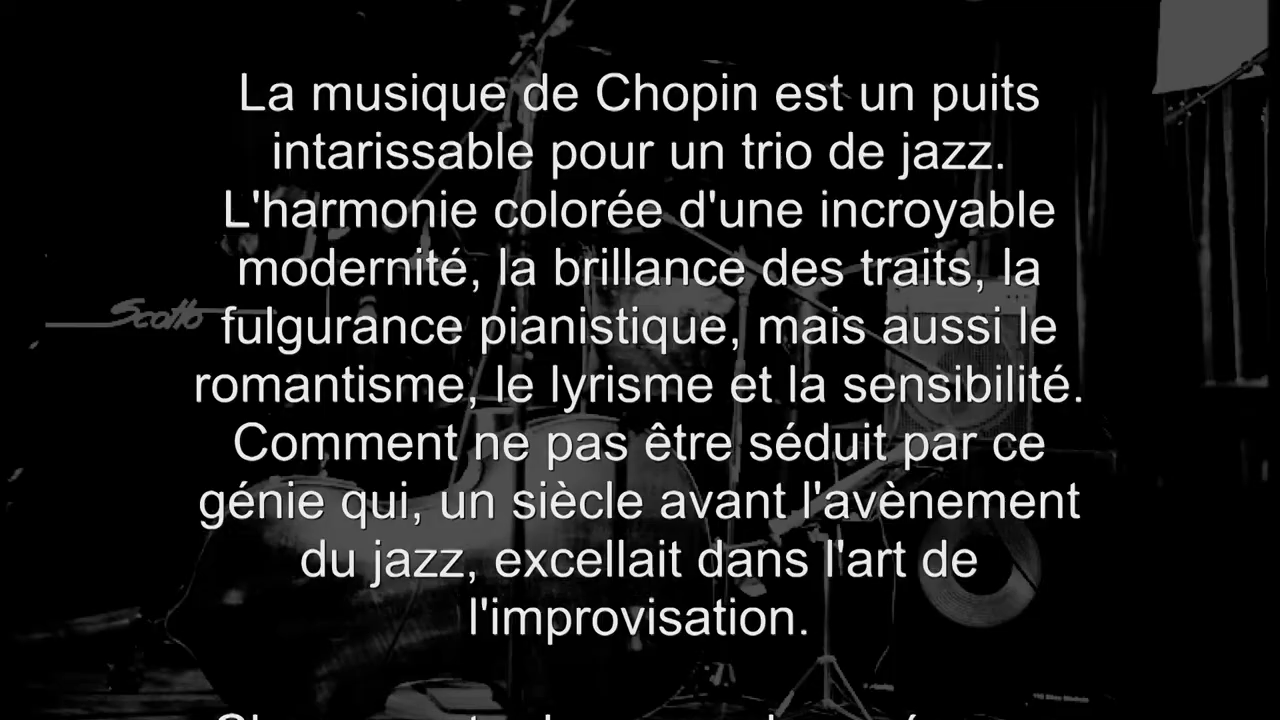 La musique de Chopin est un puits
intarissable pour un trio de jazz.
L'harmonie colorée d'une incroyable
modernité, la brillance des traits, la
fulgurance pianistique, mais aussi le
romantisme, le lyrisme et la sensibilité.
Comment ne pas être séduit par ce
génie qui, un siècle avant l'avènement
du jazz, excellait dans l'art de
l'improvisation.
Scotto